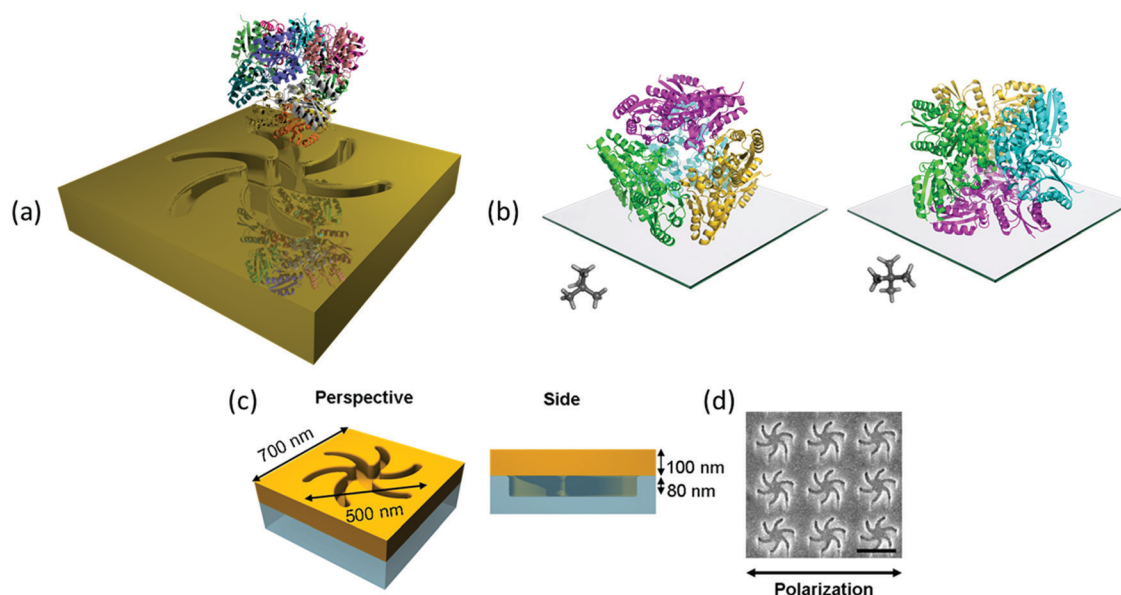 (a)
(b)
(c)
Perspective
700 nm
500 nm
Side
100 nm
80 nm
(d)
Polarization